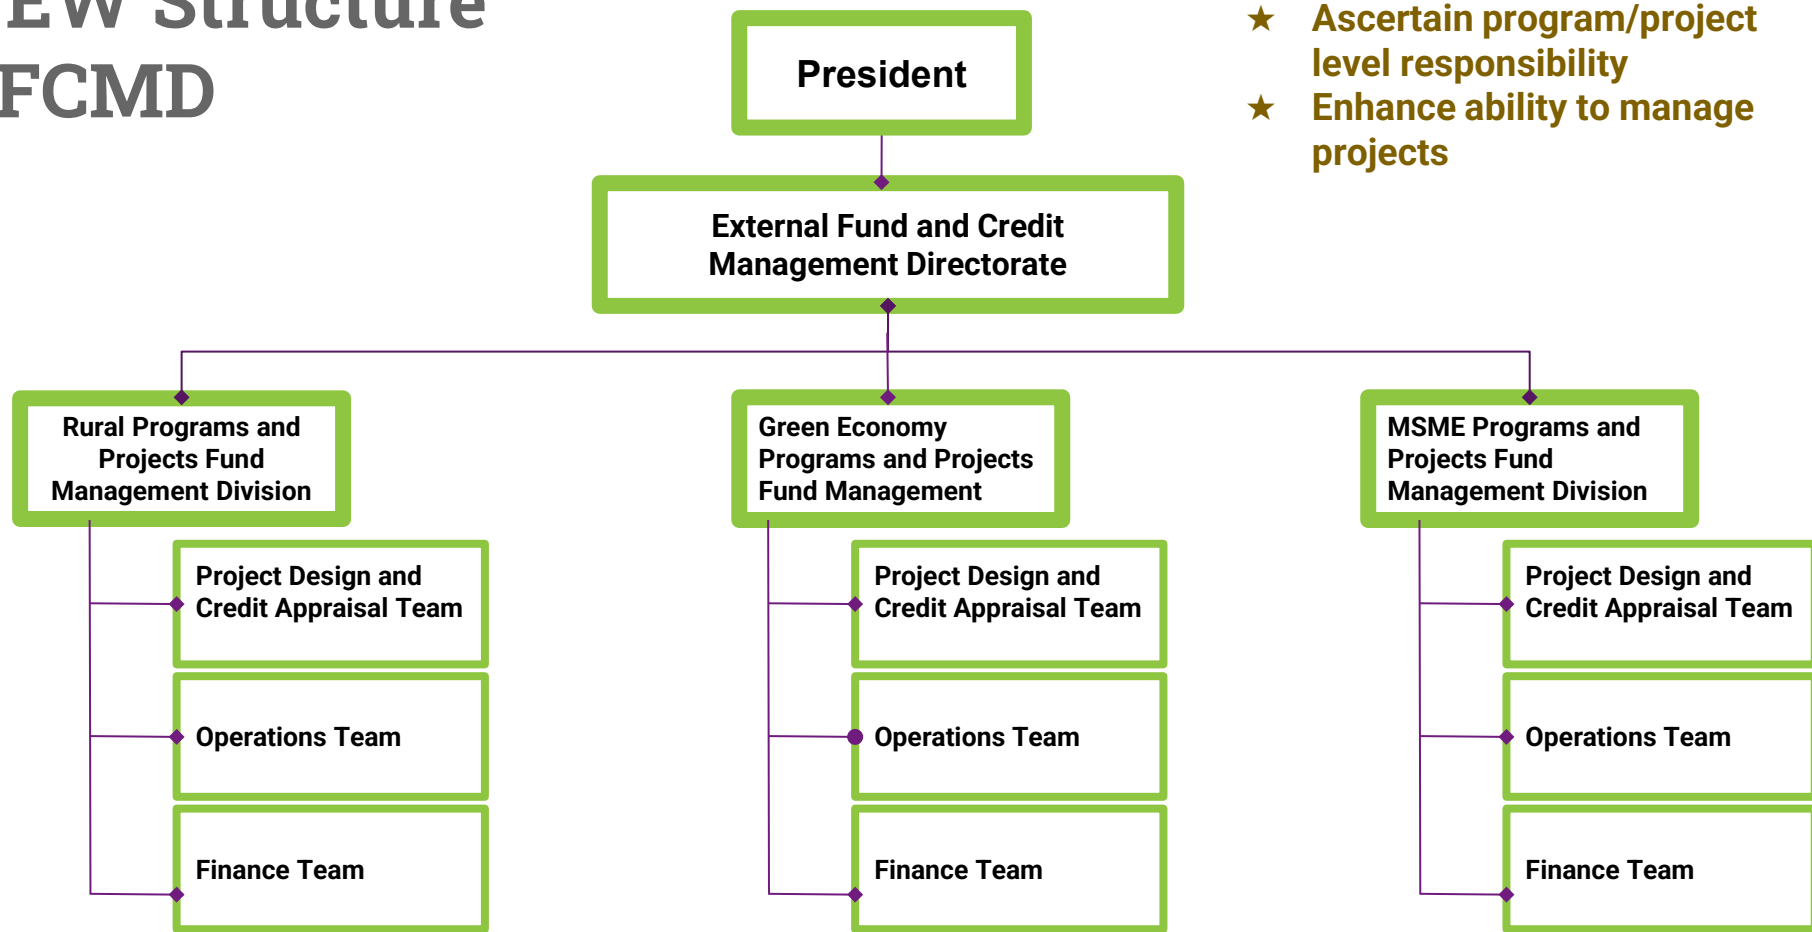 EW Structure
FCMD
★ Ascertain program/project
level responsibility
★ Enhance ability to manage
projects
President
External Fund and Credit
Management Directorate
Rural Programs and
Projects Fund
Management Division
Project Design and
Credit Appraisal Team
Operations Team
Finance Team
Green Economy
Programs and Projects
Fund Management
Project Design and
Credit Appraisal Team
Operations Team
Finance Team
MSME Programs and
Projects Fund
Management Division
Project Design and
Credit Appraisal Team
Operations Team
Finance Team